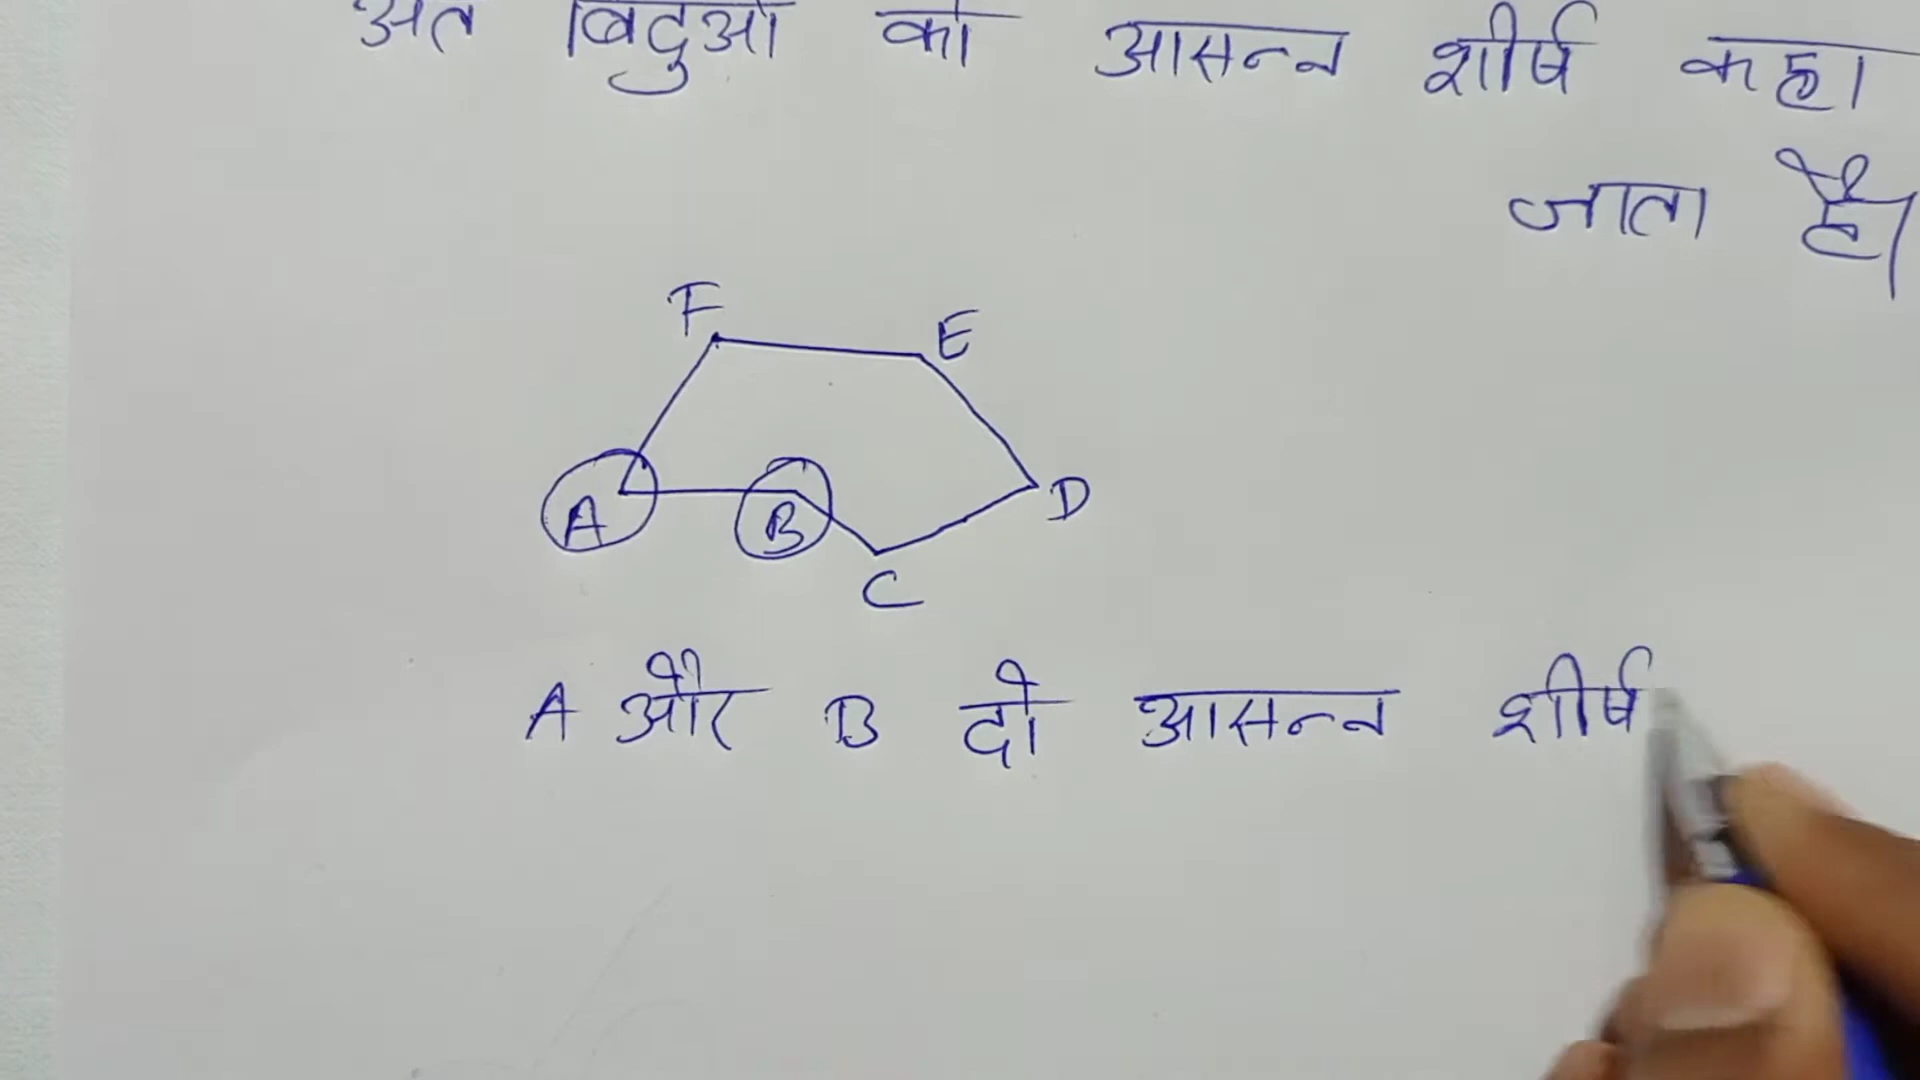 अंत बिंदुओं को आसन्न शीर्ष कहा
जाता है।
F
E
A
B
D
C
A और B दो आसन्न शीर्ष